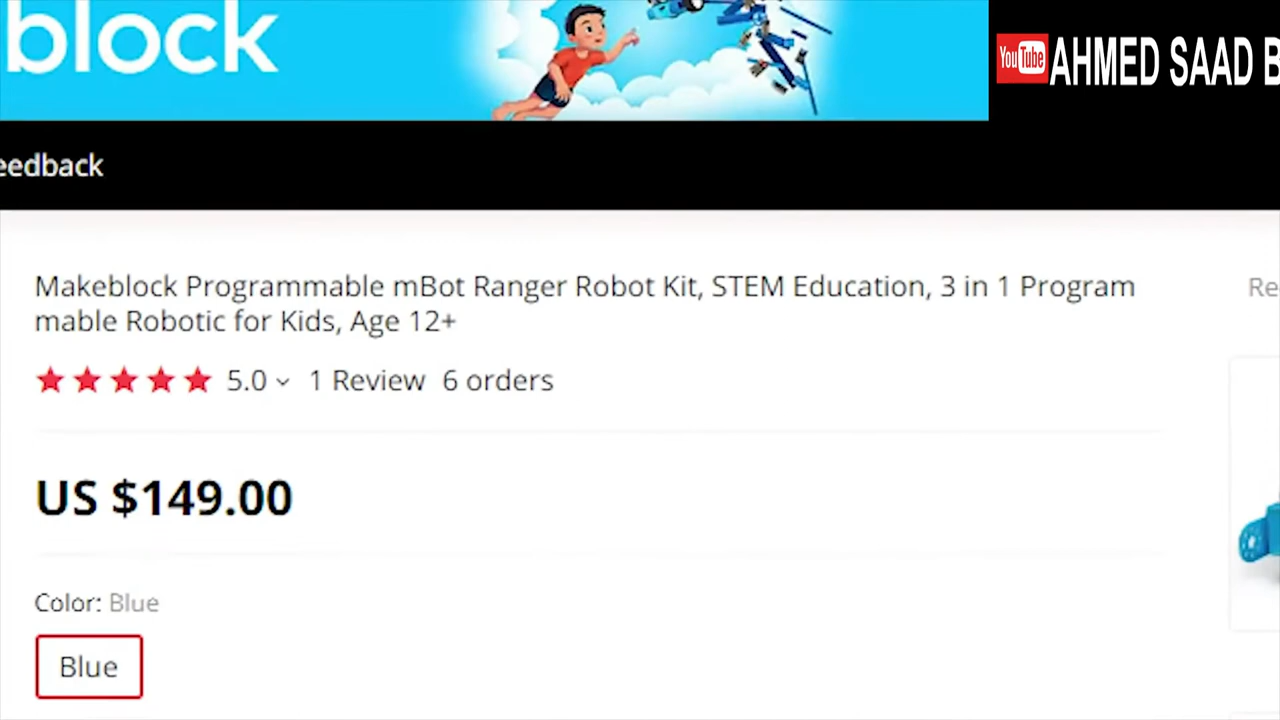 block
YouTube AHMED SAAD B
eedback
Makeblock Programmable mBot Ranger Robot Kit, STEM Education, 3 in 1 Program
mable Robotic for Kids, Age 12+
Re
5.0 1 Review 6 orders
US $149.00
Color: Blue
Blue